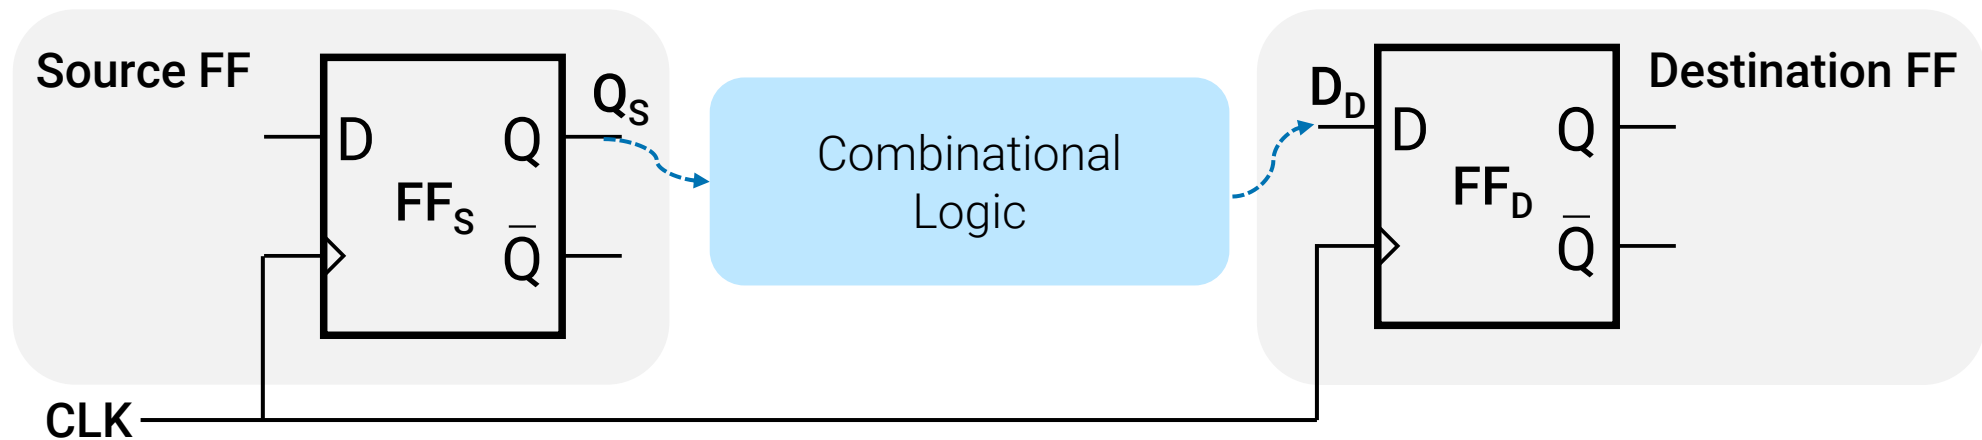 Source FF
D
Q
FF_S
Q̅
Q_S
CLK
Combinational
Logic
Destination FF
D_D
D
Q
FF_D
Q̅